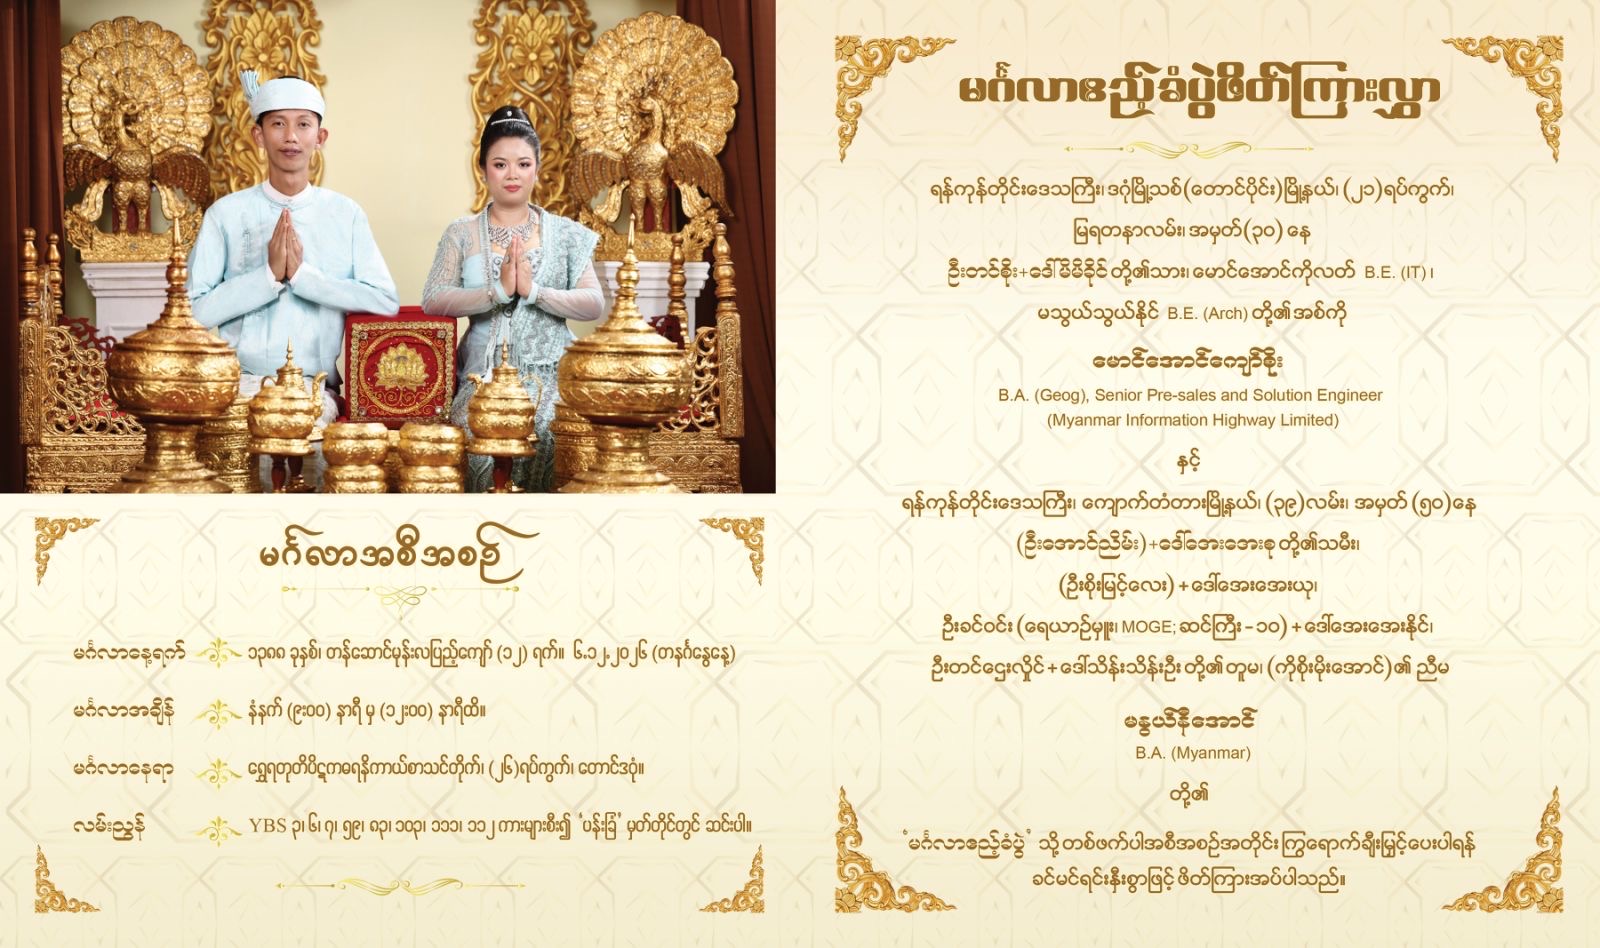 မင်္ဂလာအစီအစဉ်
မင်္ဂလာနေ့ရက် ၁၃၈၈ ခုနှစ်၊ တန်ဆောင်မုန်းလပြည့်ကျော် (၁၂) ရက်။ ၆.၁၂.၂၀၂၆ (တနင်္ဂနွေနေ့)
မင်္ဂလာအချိန် နံနက် (၉း၀၀) နာရီ မှ (၁၂း၀၀) နာရီထိ။
မင်္ဂလာနေရာ ရွှေရတုတိပိဋကဓရနိကာယ်စာသင်တိုက်၊ (၂၆)ရပ်ကွက်၊ တောင်ဒဂုံ။
လမ်းညွှန် YBS ၃၊ ၆၊ ၇၊ ၅၉၊ ၈၃၊ ၁၀၃၊ ၁၁၁၊ ၁၁၂ ကားများစီး၍ 'ပန်းခြံ' မှတ်တိုင်တွင် ဆင်းပါ။
မင်္ဂလာဧည့်ခံပွဲဖိတ်ကြားလွှာ
ရန်ကုန်တိုင်းဒေသကြီး၊ ဒဂုံမြို့သစ်(တောင်ပိုင်း)မြို့နယ်၊ (၂၁)ရပ်ကွက်၊
မြရတနာလမ်း၊ အမှတ်(၃၀) နေ
ဦးတင်စိုး+ဒေါ်မိမိခိုင် တို့၏သား၊ မောင်အောင်ကိုလတ် B.E. (IT) ၊
မသွယ်သွယ်နိုင် B.E. (Arch) တို့၏ အစ်ကို
မောင်အောင်ကျော်စိုး
B.A. (Geog), Senior Pre-sales and Solution Engineer
(Myanmar Information Highway Limited)
နှင့်
ရန်ကုန်တိုင်းဒေသကြီး၊ ကျောက်တံတားမြို့နယ်၊ (၃၉)လမ်း၊ အမှတ် (၅၀)နေ
(ဦးအောင်ညိမ်း)+ဒေါ်အေးအေးစု တို့၏သမီး၊
(ဦးစိုးမြင့်လေး) + ဒေါ်အေးအေးယု၊
ဦးခင်ဝင်း (ရေယာဉ်မှူး၊ MOGE; ဆင်ကြီး – ၁၀) + ဒေါ်အေးအေးနိုင်၊
ဦးတင်ဌေးလှိုင် + ဒေါ်သိန်းသိန်းဦး တို့၏ တူမ၊ (ကိုစိုးမိုးအောင်)၏ ညီမ
မနွယ်နီအောင်
B.A. (Myanmar)
တို့၏
'မင်္ဂလာဧည့်ခံပွဲ' သို့ တစ်ဖက်ပါအစီအစဉ်အတိုင်း ကြွရောက်ချီးမြှင့်ပေးပါရန်
ခင်မင်ရင်းနှီးစွာဖြင့် ဖိတ်ကြားအပ်ပါသည်။